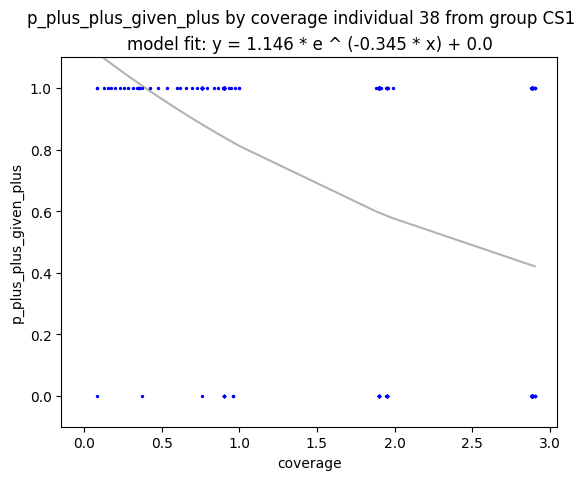 p_plus_plus_given_plus by coverage individual 38 from group CS1
model fit: y = 1.146 * e ^ (-0.345 * x) + 0.0
p_plus_plus_given_plus
1.0
0.8
0.6
0.4
0.2
0.0
0.0 0.5 1.0 1.5 2.0 2.5 3.0
coverage